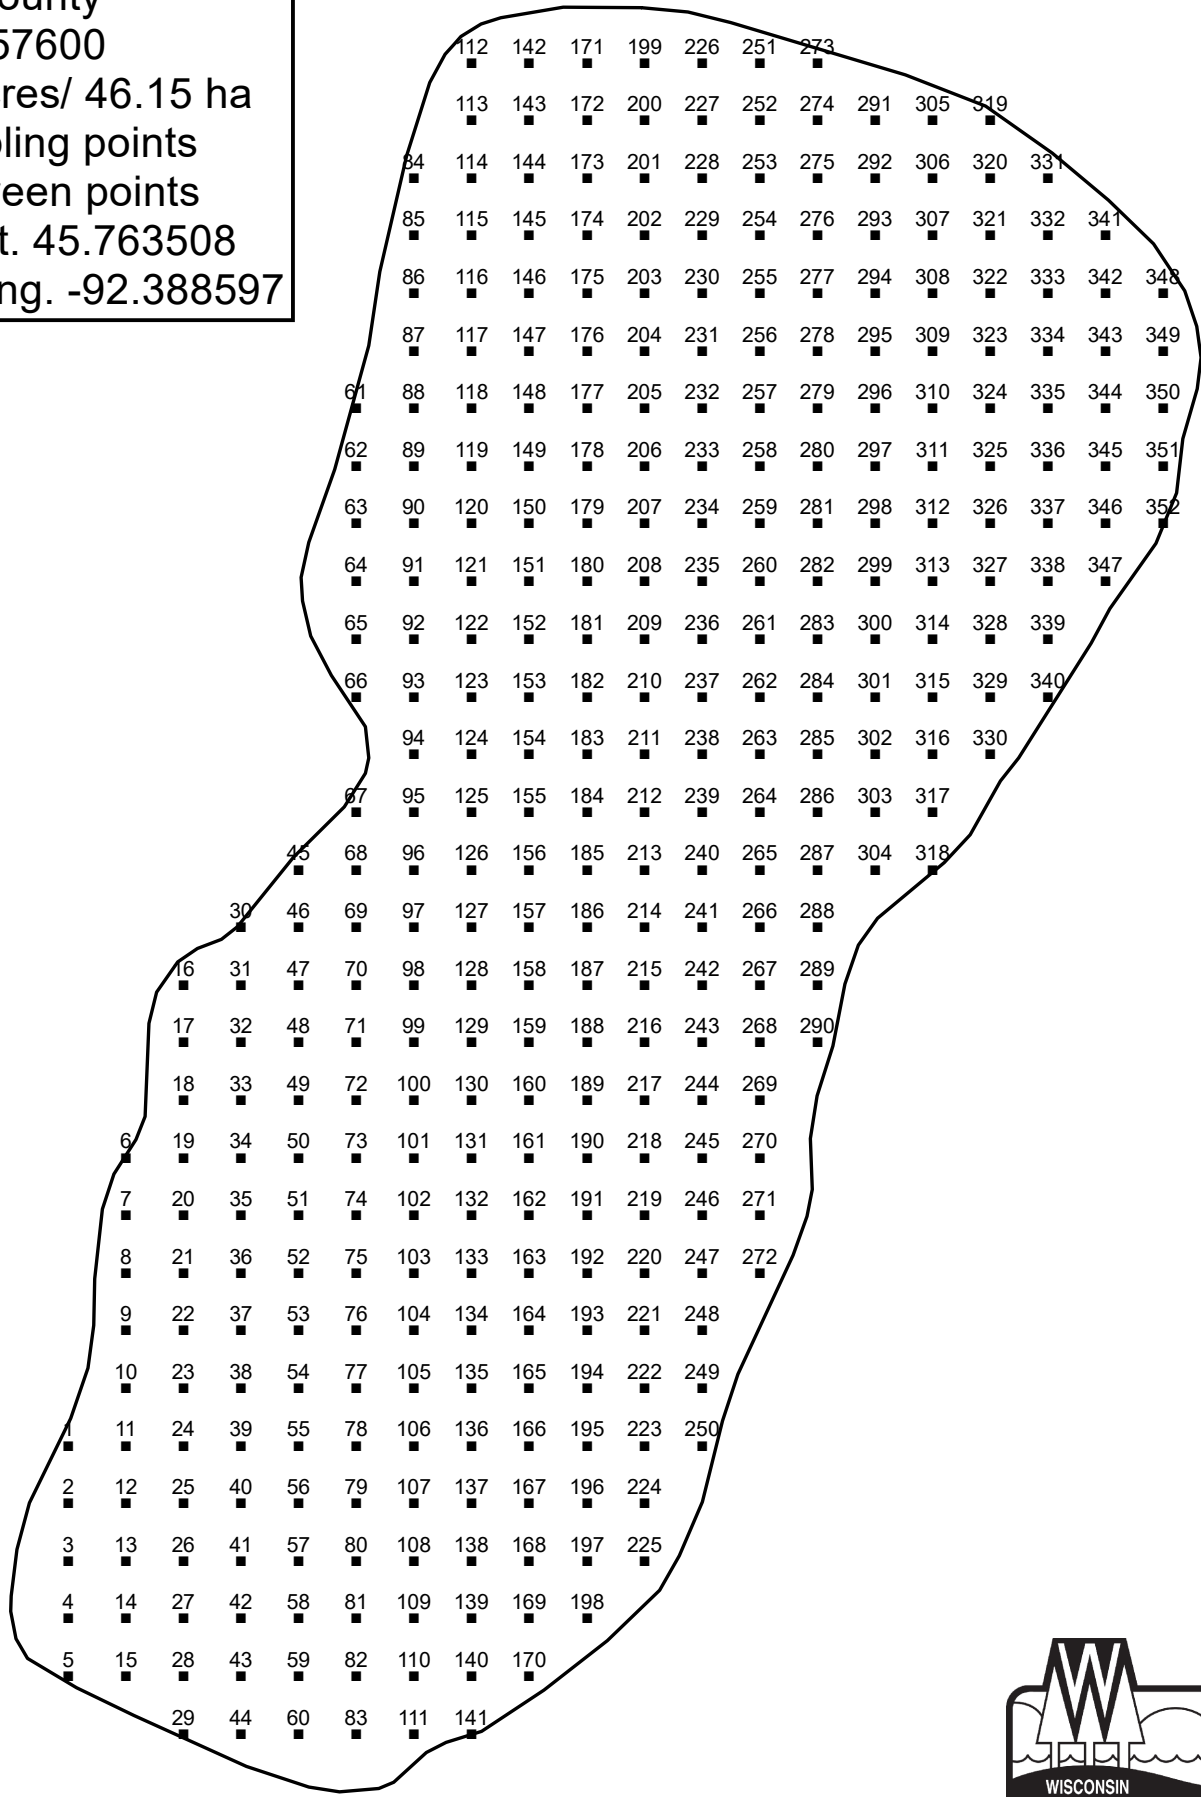 57600
res/ 46.15 ha
ling points
een points
t. 45.763508
ng. -92.388597
112 142 171 199 226 251 273
113 143 172 200 227 252 274 291 305 319
84 114 144 173 201 228 253 275 292 306 320 331
85 115 145 174 202 229 254 276 293 307 321 332 341
86 116 146 175 203 230 255 277 294 308 322 333 342 348
87 117 147 176 204 231 256 278 295 309 323 334 343 349
61 88 118 148 177 205 232 257 279 296 310 324 335 344 350
62 89 119 149 178 206 233 258 280 297 311 325 336 345 351
63 90 120 150 179 207 234 259 281 298 312 326 337 346 352
64 91 121 151 180 208 235 260 282 299 313 327 338 347
65 92 122 152 181 209 236 261 283 300 314 328 339
66 93 123 153 182 210 237 262 284 301 315 329 340
94 124 154 183 211 238 263 285 302 316 330
67 95 125 155 184 212 239 264 286 303 317
45 68 96 126 156 185 213 240 265 287 304 318
30 46 69 97 127 157 186 214 241 266 288
16 31 47 70 98 128 158 187 215 242 267 289
17 32 48 71 99 129 159 188 216 243 268 290
18 33 49 72 100 130 160 189 217 244 269
6 19 34 50 73 101 131 161 190 218 245 270
7 20 35 51 74 102 132 162 191 219 246 271
8 21 36 52 75 103 133 163 192 220 247 272
9 22 37 53 76 104 134 164 193 221 248
10 23 38 54 77 105 135 165 194 222 249
1 11 24 39 55 78 106 136 166 195 223 250
2 12 25 40 56 79 107 137 167 196 224
3 13 26 41 57 80 108 138 168 197 225
4 14 27 42 58 81 109 139 169 198
5 15 28 43 59 82 110 140 170
29 44 60 83 111 141
W
WISCONSIN